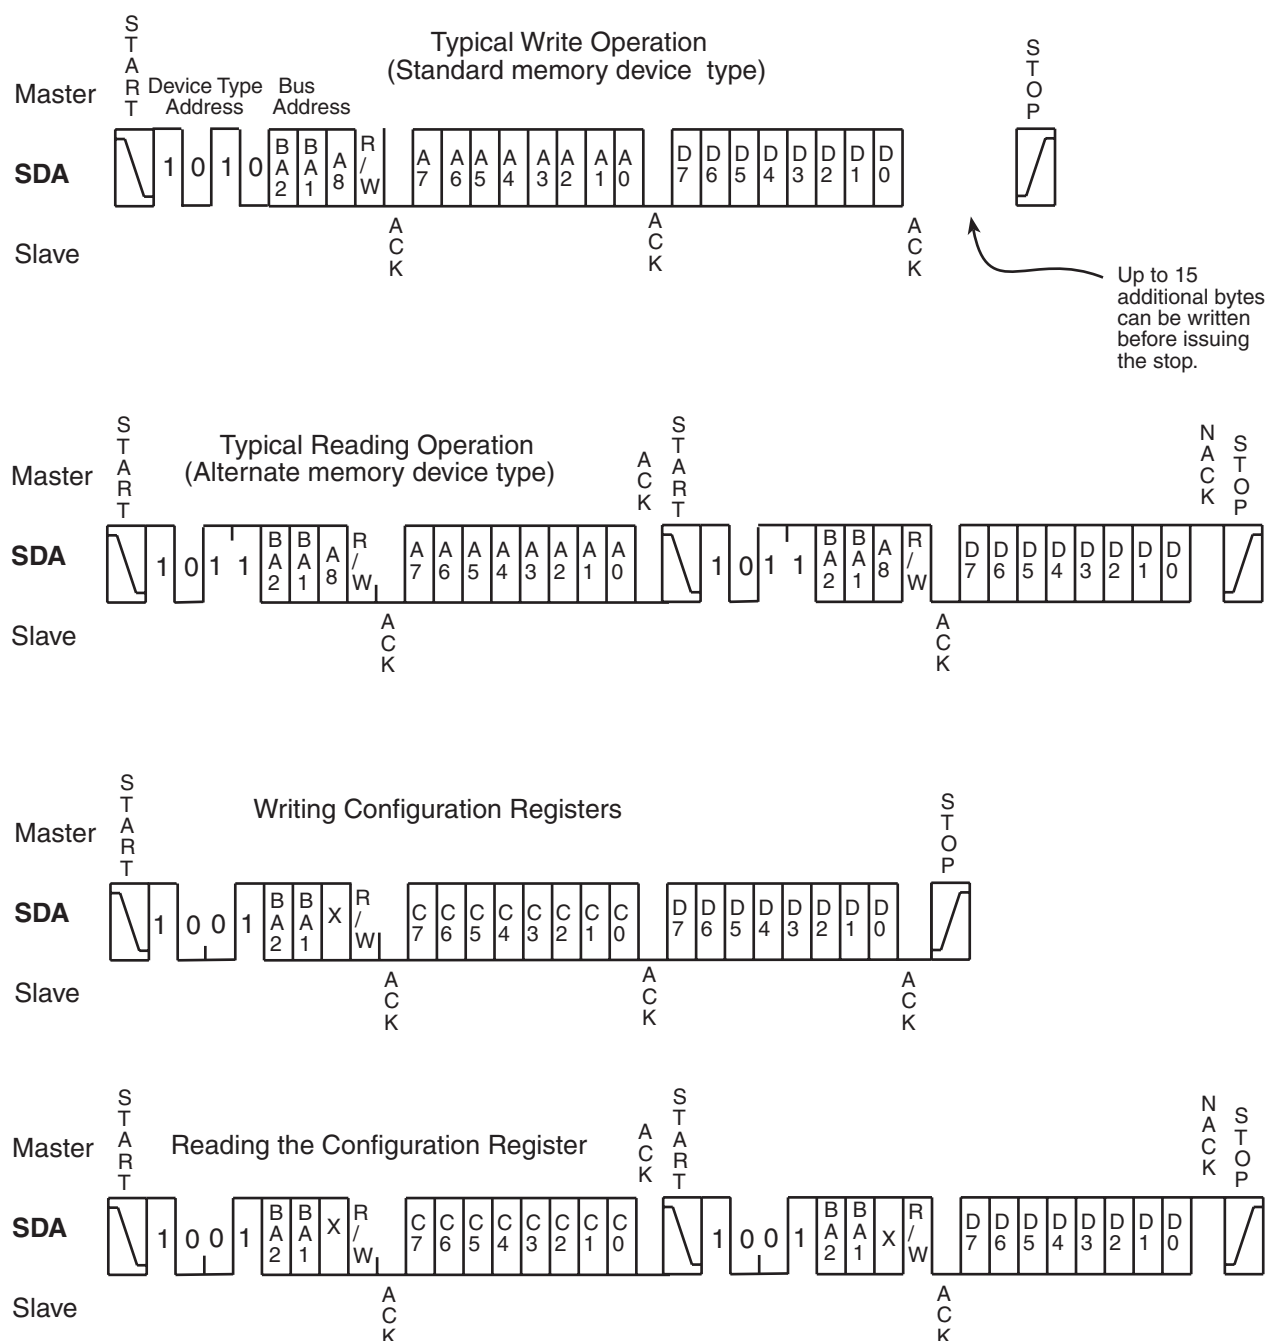 START
Typical Write Operation
(Standard memory device type)
STOP
Master
Device Type Address
Bus Address
SDA
1 0 1 0 BA2 BA1 A8 R/W A7 A6 A5 A4 A3 A2 A1 A0 D7 D6 D5 D4 D3 D2 D1 D0
ACK ACK ACK
Slave
Up to 15
additional bytes
can be written
before issuing
the stop.
START
Typical Reading Operation
(Alternate memory device type)
ACK START NACK STOP
Master
SDA
1 0 1 1 BA2 BA1 A8 R/W A7 A6 A5 A4 A3 A2 A1 A0 1 0 1 1 BA2 BA1 A8 R/W D7 D6 D5 D4 D3 D2 D1 D0
Slave
ACK ACK
START
Writing Configuration Registers
STOP
Master
SDA
1 0 0 1 BA2 BA1 X R/W C7 C6 C5 C4 C3 C2 C1 C0 D7 D6 D5 D4 D3 D2 D1 D0
Slave
ACK ACK ACK
START
Reading the Configuration Register
ACK START NACK STOP
Master
SDA
1 0 0 1 BA2 BA1 X R/W C7 C6 C5 C4 C3 C2 C1 C0 1 0 0 1 BA2 BA1 X R/W D7 D6 D5 D4 D3 D2 D1 D0
Slave
ACK ACK